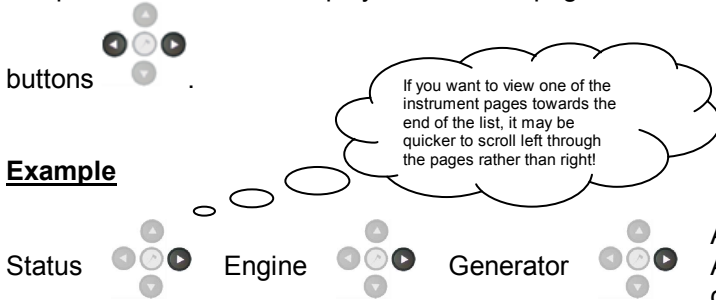 buttons .
If you want to view one of the
instrument pages towards the
end of the list, it may be
quicker to scroll left through
the pages rather than right!
Example
Status Engine Generator